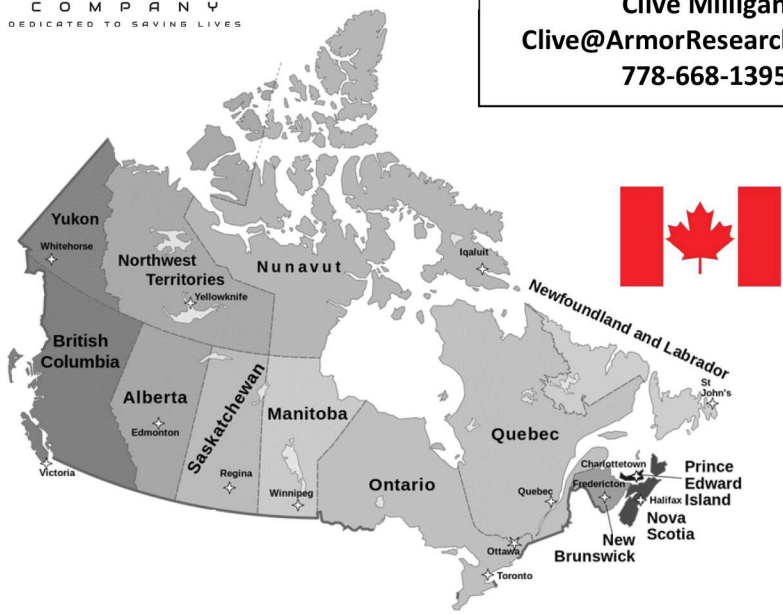 COMPANY
DEDICATED TO SAVING LIVES
Clive Milligan
Clive@ArmorResearch
778-668-1395
Yukon
Whitehorse
Northwest
Territories
Yellowknife
Nunavut
Iqaluit
Newfoundland and Labrador
St
John's
British
Columbia
Victoria
Alberta
Edmonton
Saskatchewan
Regina
Manitoba
Winnipeg
Ontario
Ottawa
Toronto
Quebec
Quebec
Charlottetown
Fredericton
Halifax
Prince
Edward
Island
Nova
Scotia
New
Brunswick